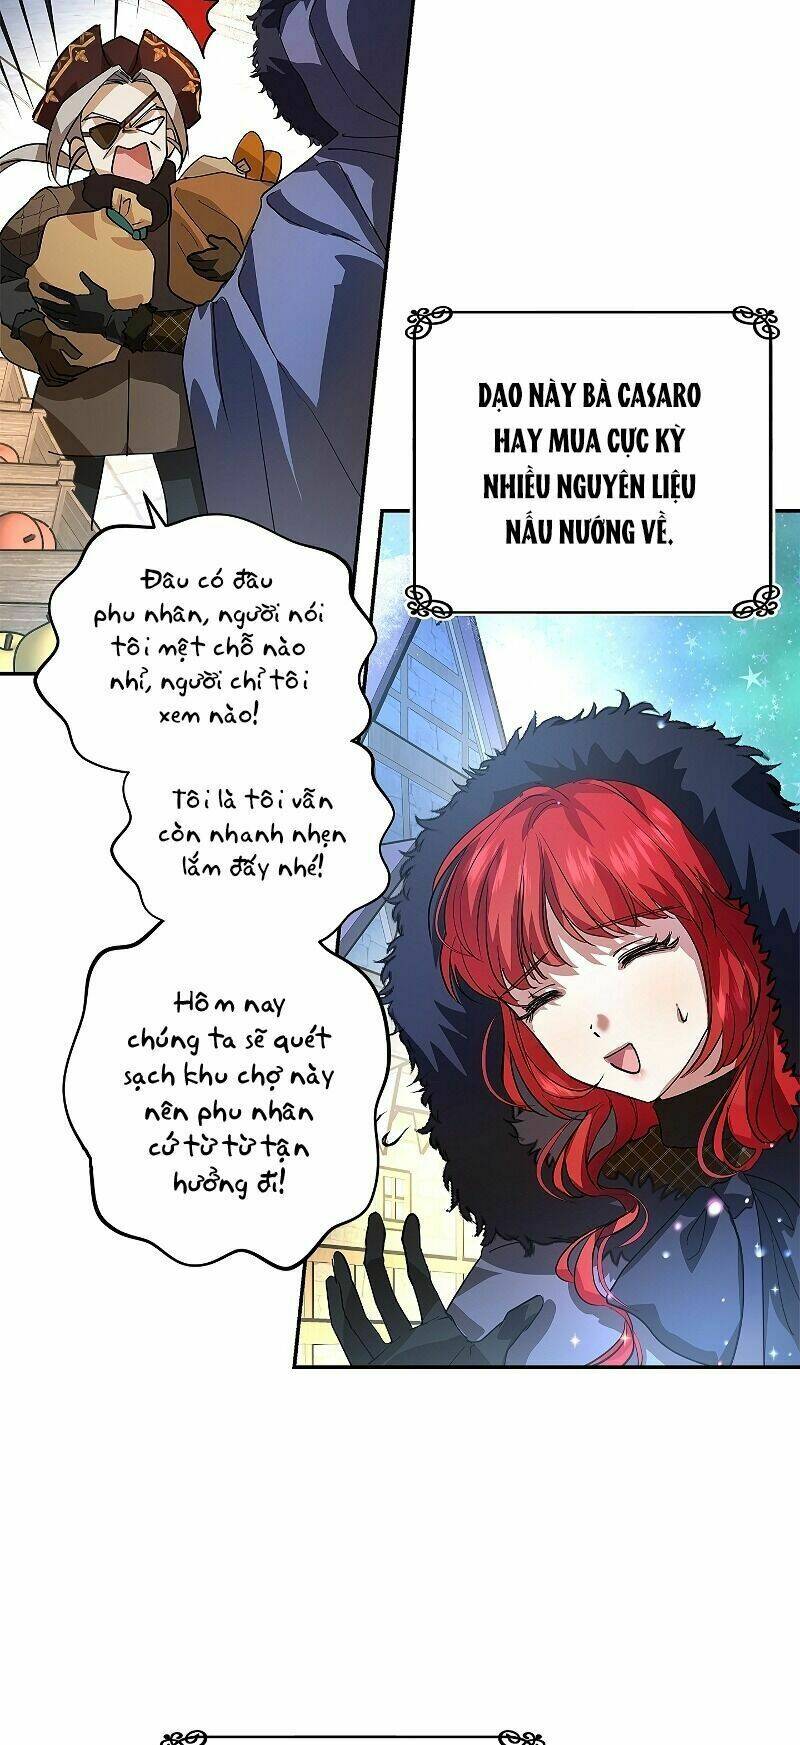 DẠO NÀY BÀ CASARO
HAY MUA CỰC KỲ
NHIỀU NGUYÊN LIỆU
NẤU NƯỚNG VỀ.
Đâu có đâu
phu nhân, người nói
tôi mệt chỗ nào
nhỉ, người chỉ tôi
xem nào!
Tôi là tôi vẫn
còn nhanh nhẹn
lắm đấy nhé!
Hôm nay
chúng ta sẽ quét
sạch khu chợ này
nên phu nhân
cứ từ từ tận
hưởng đi!